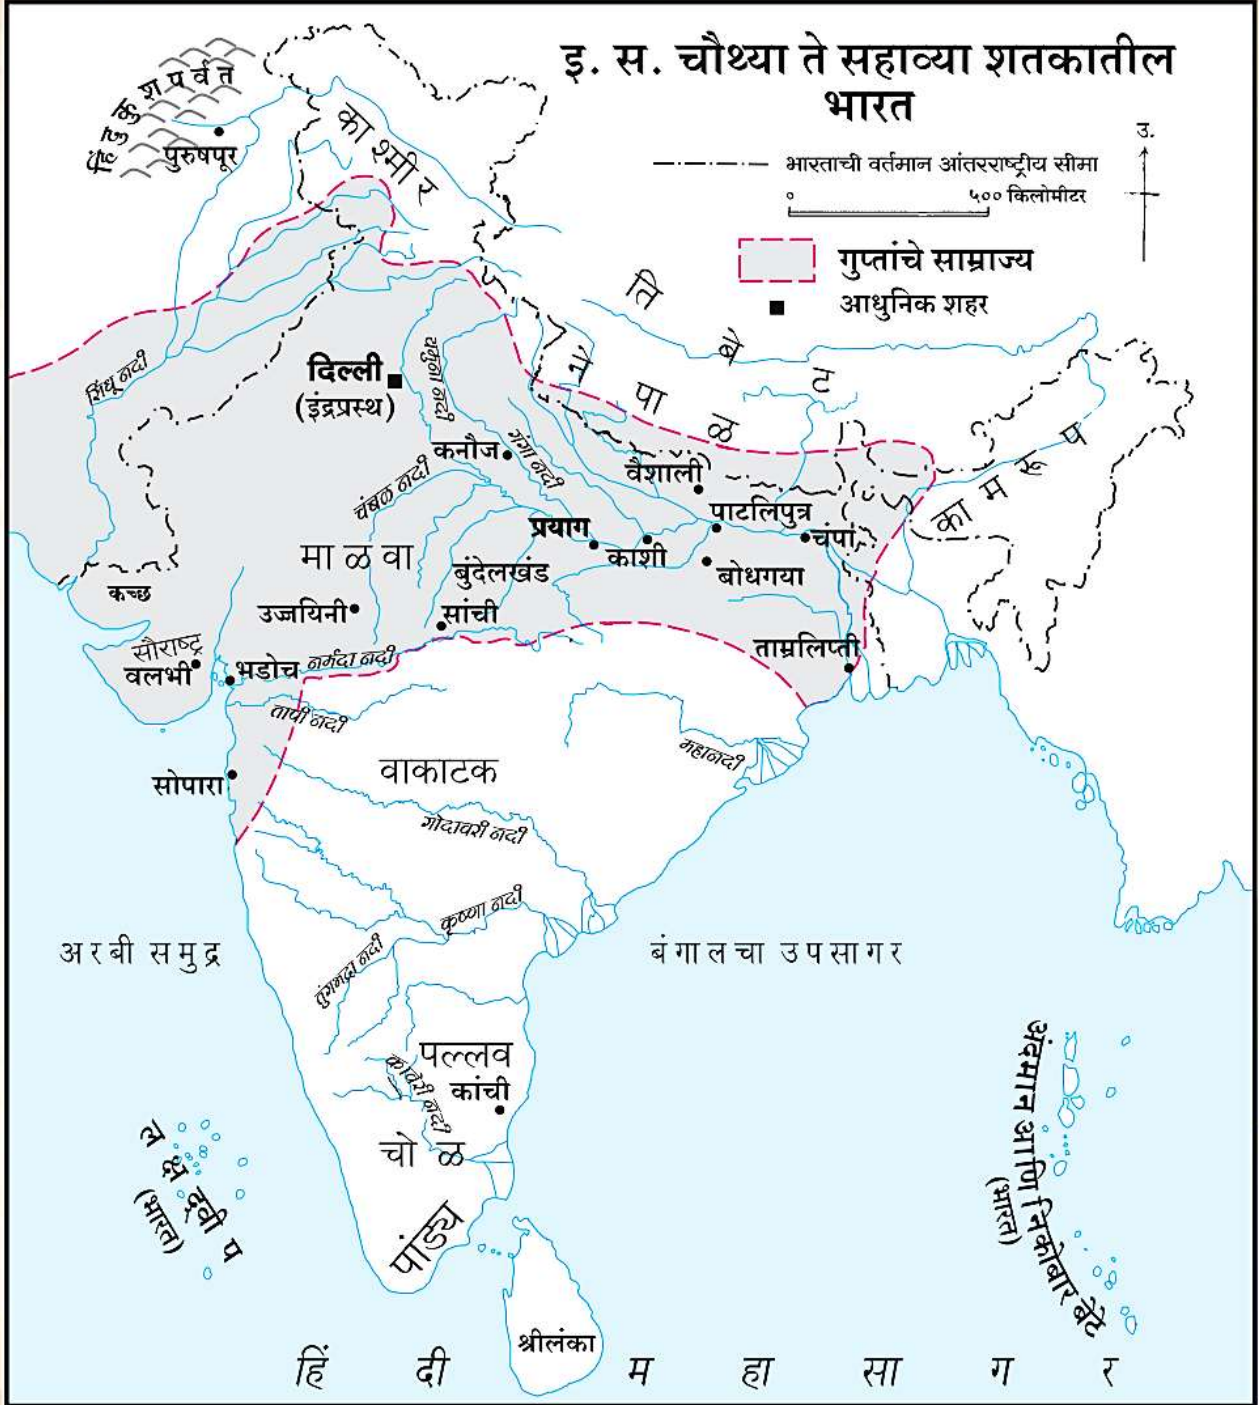 इ. स. चौथ्या ते सहाव्या शतकातील
भारत
उ.
भारताची वर्तमान आंतरराष्ट्रीय सीमा
० ५०० किलोमीटर
गुप्तांचे साम्राज्य
आधुनिक शहर
हिंदुकुश पर्वत
पुरुषपूर
काश्मीर
तिबेट
नेपाळ
कामरूप
सिंधू नदी
दिल्ली
(इंद्रप्रस्थ)
यमुना नदी
कनौज
गंगा नदी
चंबळ नदी
वैशाली
पाटलिपुत्र
प्रयाग
काशी
चंपा
बोधगया
माळवा
बुंदेलखंड
कच्छ
उज्जयिनी
सांची
सौराष्ट्र
वलभी
भडोच
नर्मदा नदी
ताम्रलिप्ती
तापी नदी
महानदी
सोपारा
वाकाटक
गोदावरी नदी
कृष्णा नदी
अरबी समुद्र
बंगालचा उपसागर
तुंगभद्रा नदी
पल्लव
कांची
कावेरी नदी
चोळ
पांड्य
लक्षद्वीप
(भारत)
अंदमान आणि निकोबार बेटे
(भारत)
श्रीलंका
हिंदी महासागर